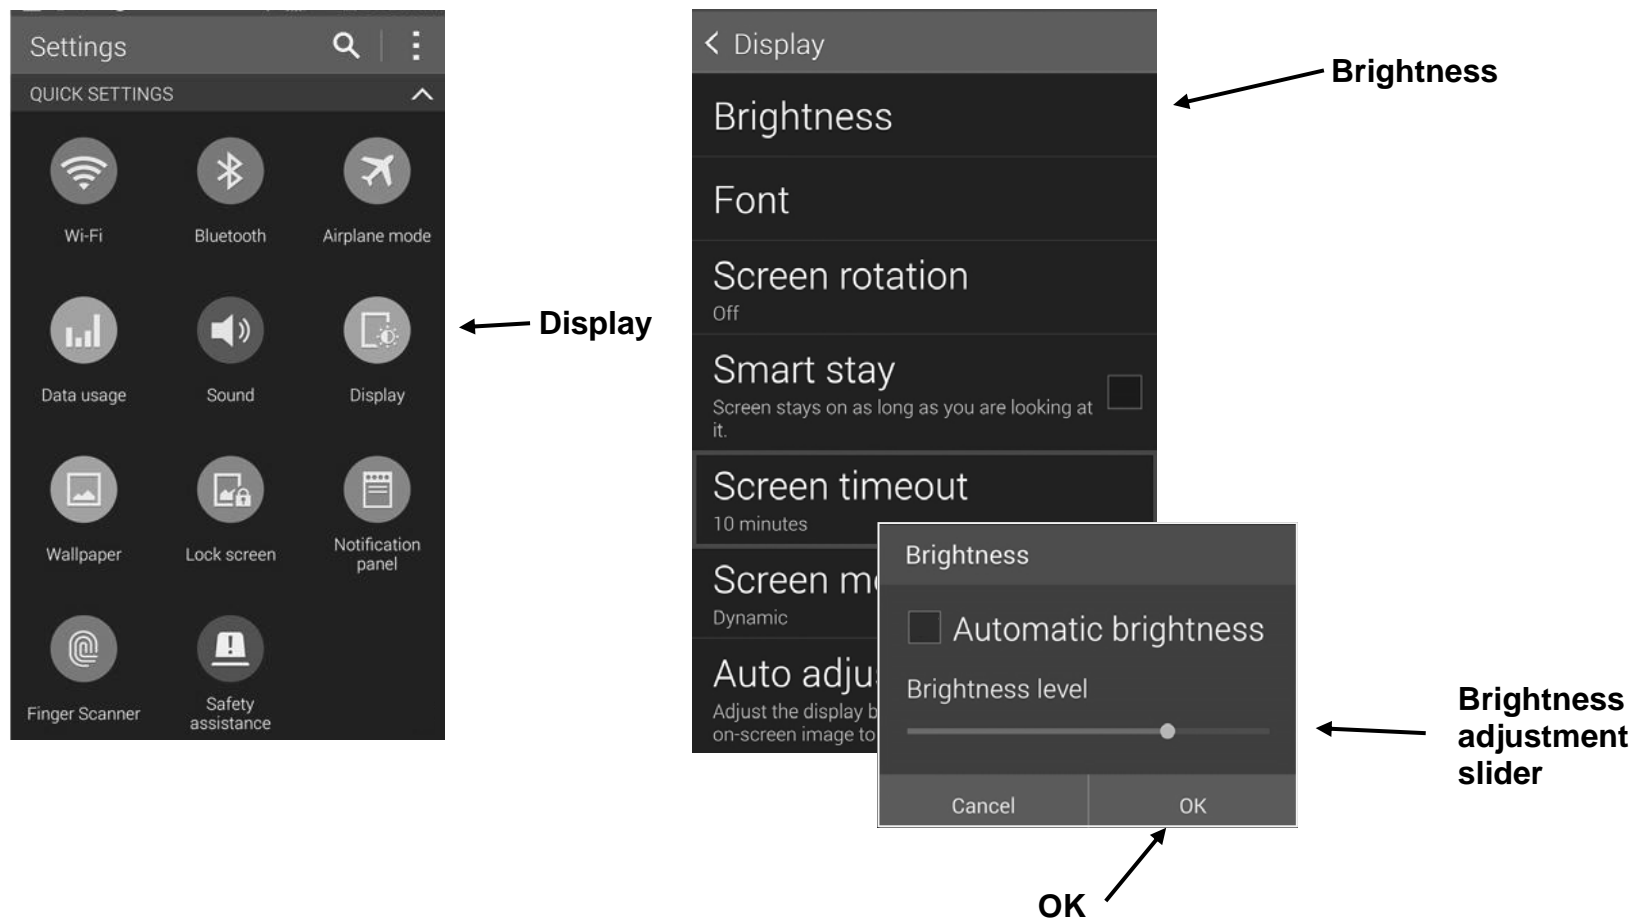 Settings
QUICK SETTINGS
Wi-Fi
Bluetooth
Airplane mode
Data usage
Sound
Display
Wallpaper
Lock screen
Notification
panel
Finger Scanner
Safety
assistance
Display
Display
Brightness
Font
Screen rotation
Off
Smart stay
Screen stays on as long as you are looking at
it.
Screen timeout
10 minutes
Screen m
Dynamic
Auto adju
Adjust the display b
on-screen image to
Brightness
Brightness
Automatic brightness
Brightness level
Cancel
OK
Brightness
adjustment
slider
OK